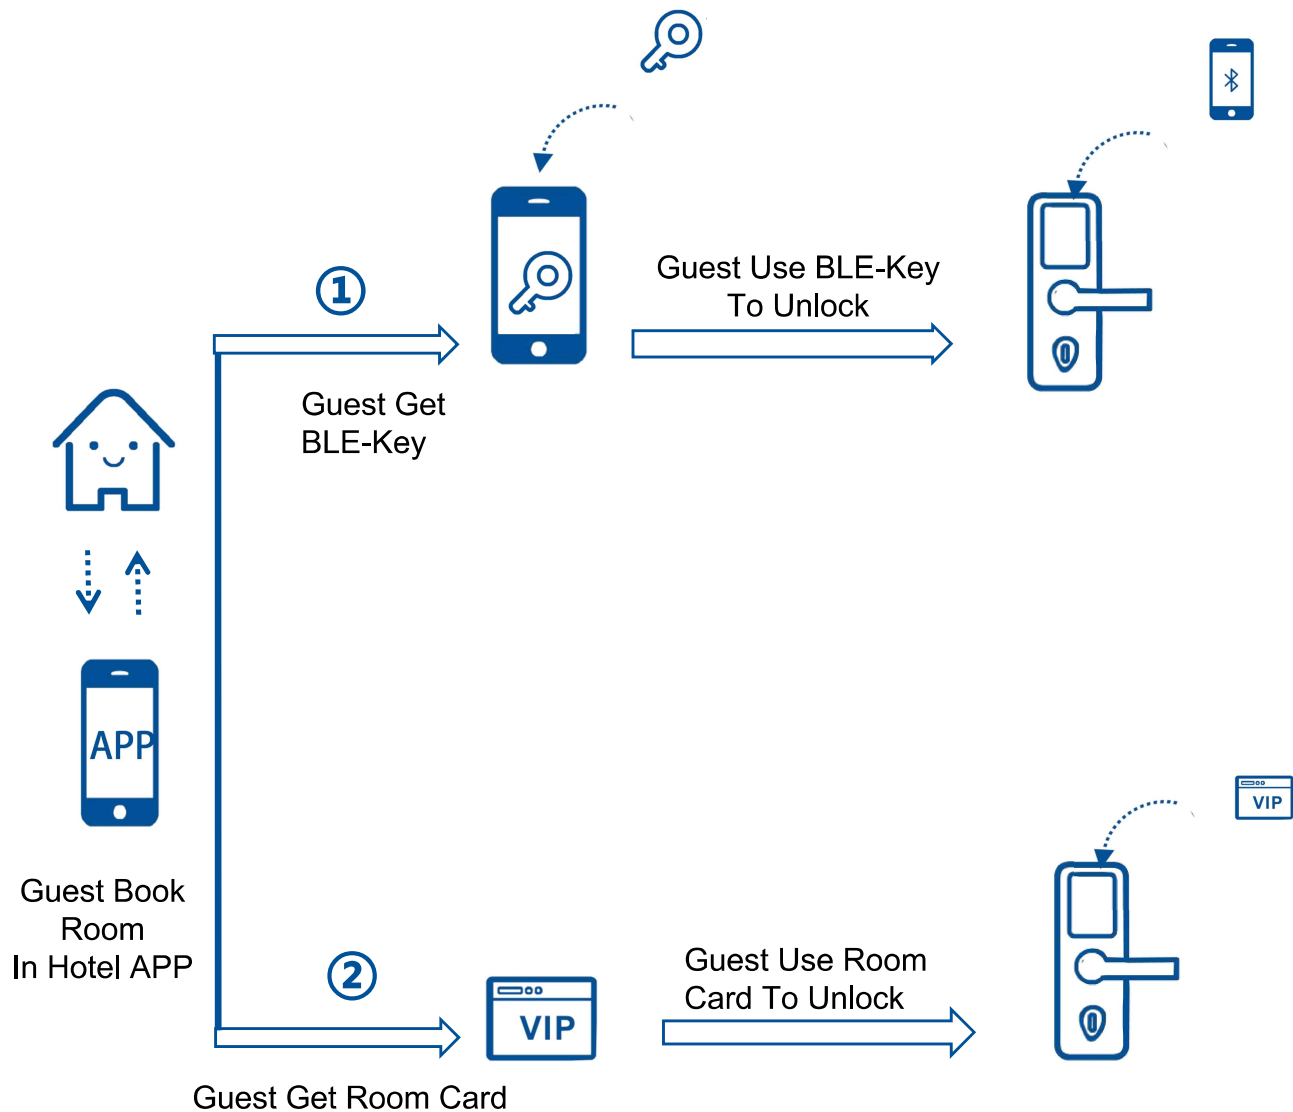 ①
Guest Use BLE-Key
To Unlock
Guest Get
BLE-Key
APP
Guest Book
Room
In Hotel APP
②
VIP
Guest Use Room
Card To Unlock
VIP
Guest Get Room Card